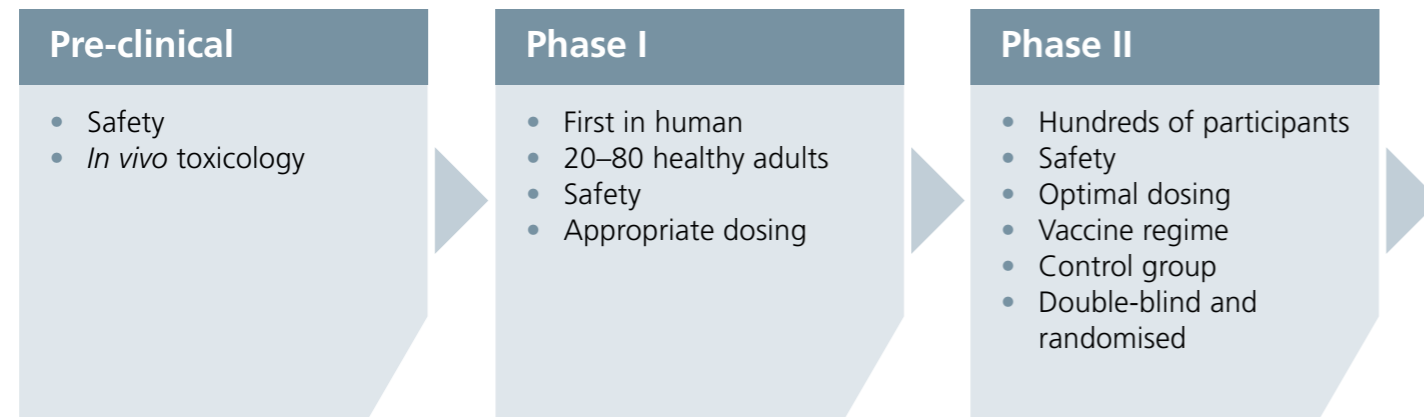 Pre-clinical
• Safety
• In vivo toxicology
Phase I
• First in human
• 20–80 healthy adults
• Safety
• Appropriate dosing
Phase II
• Hundreds of participants
• Safety
• Optimal dosing
• Vaccine regime
• Control group
• Double-blind and
randomised